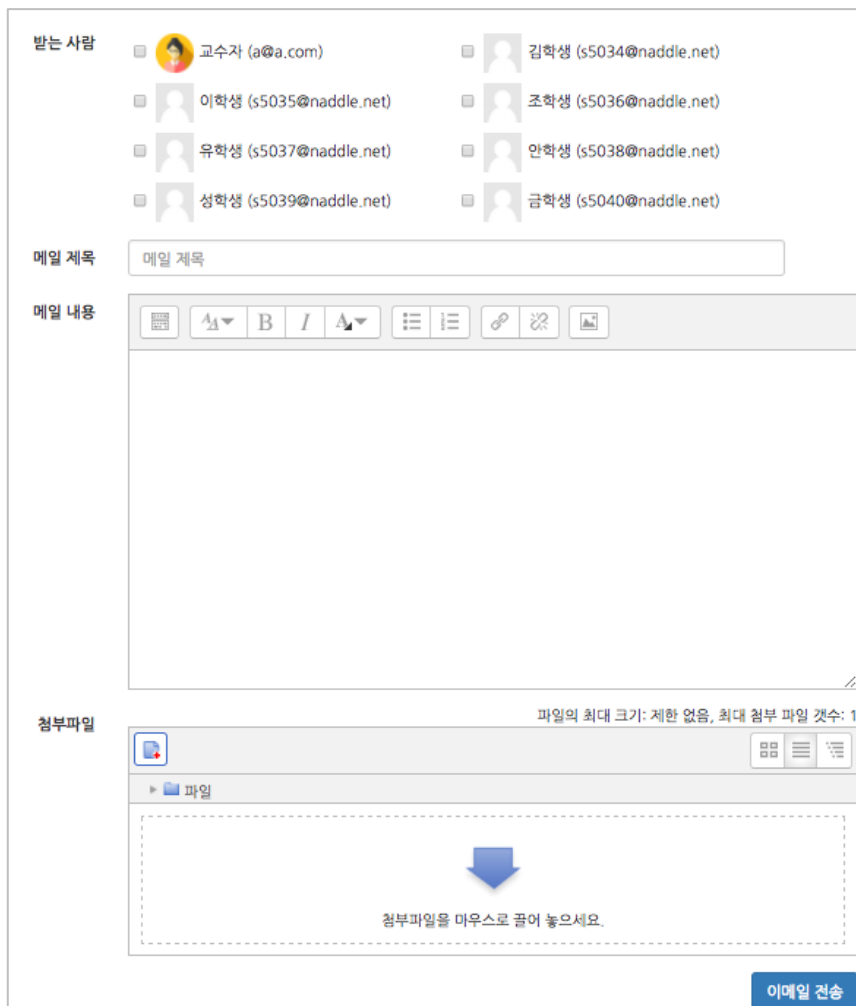 받는 사람
교수자 (a@a.com) 김학생 (s5034@naddle.net)
이학생 (s5035@naddle.net) 조학생 (s5036@naddle.net)
유학생 (s5037@naddle.net) 안학생 (s5038@naddle.net)
성학생 (s5039@naddle.net) 금학생 (s5040@naddle.net)
메일 제목 메일 제목
메일 내용
첨부파일
파일의 최대 크기: 제한 없음, 최대 첨부 파일 갯수: 1
파일
첨부파일을 마우스로 끌어 놓으세요.
이메일 전송